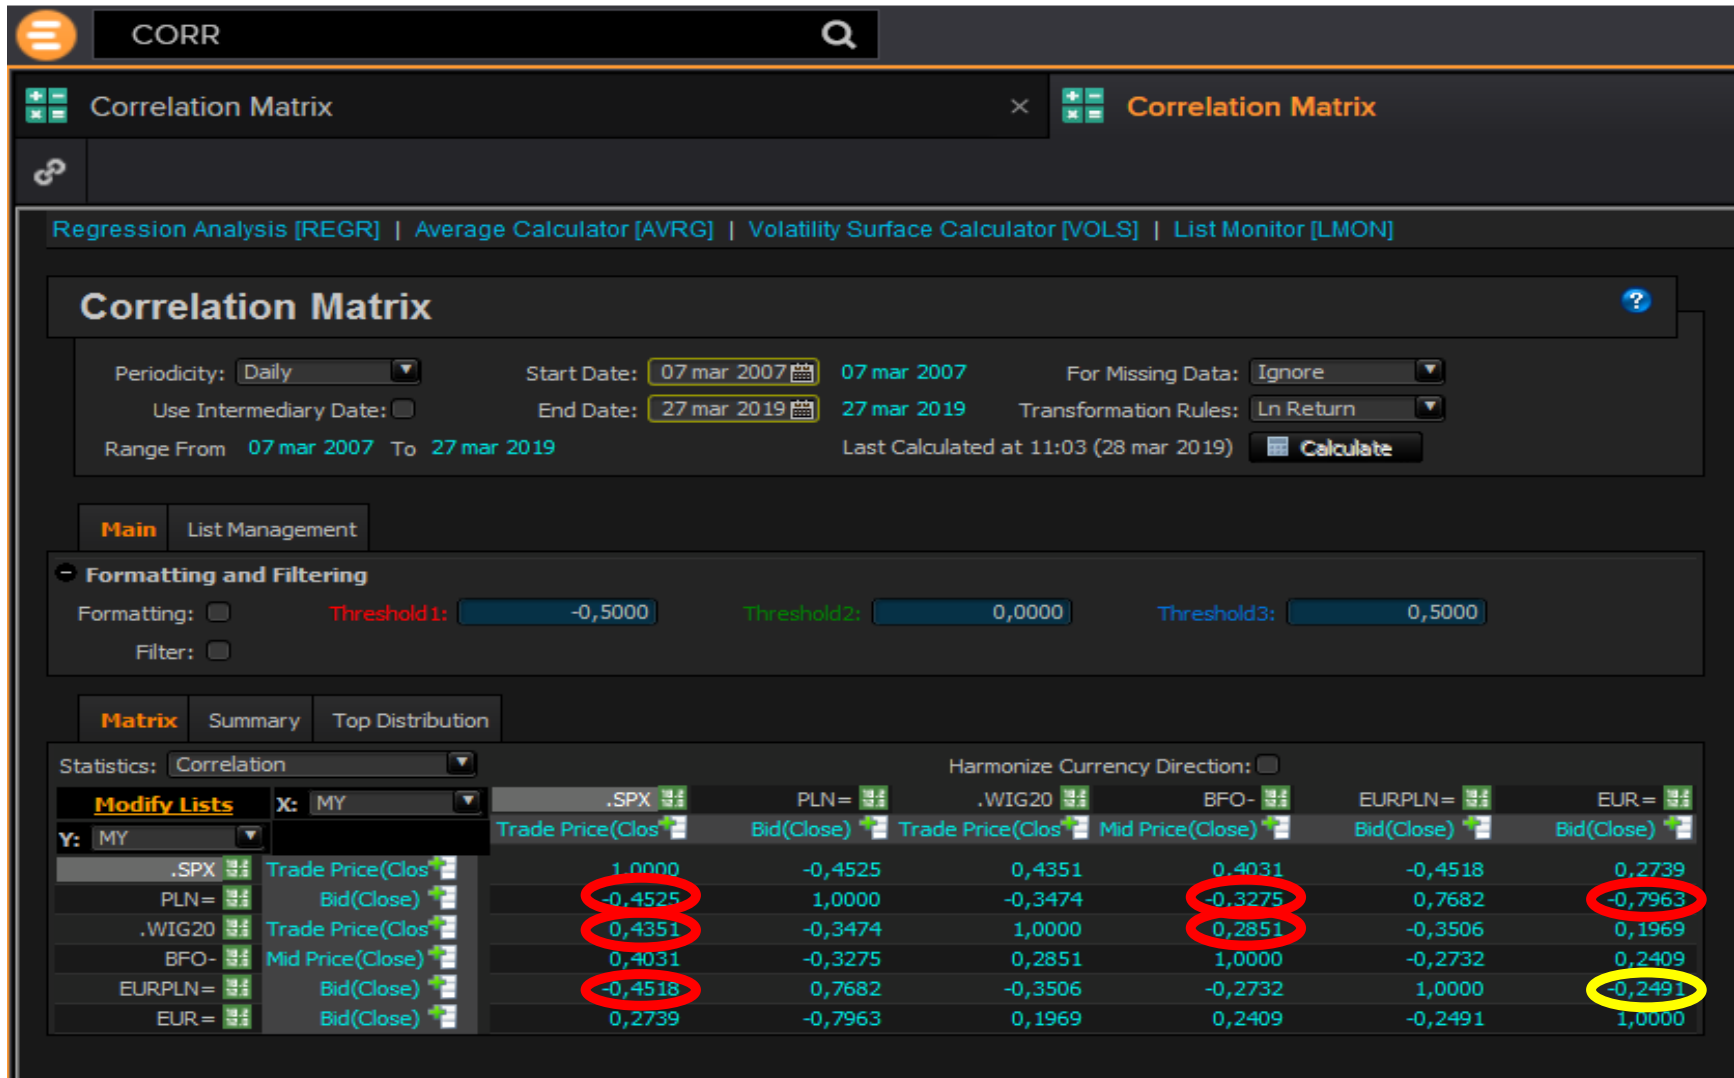 CORR
Correlation Matrix × Correlation Matrix
Regression Analysis [REGR] | Average Calculator [AVRG] | Volatility Surface Calculator [VOLS] | List Monitor [LMON]
Correlation Matrix ?
Periodicity: Daily Start Date: 07 mar 2007 07 mar 2007 For Missing Data: Ignore
Use Intermediary Date: End Date: 27 mar 2019 27 mar 2019 Transformation Rules: Ln Return
Range From 07 mar 2007 To 27 mar 2019 Last Calculated at 11:03 (28 mar 2019) Calculate
Main List Management
Formatting and Filtering
Formatting: Threshold1: -0,5000 Threshold2: 0,0000 Threshold3: 0,5000
Filter:
Matrix Summary Top Distribution
Statistics: Correlation Harmonize Currency Direction:
Modify Lists X: MY .SPX PLN= .WIG20 BFO- EURPLN= EUR=
Y: MY Trade Price(Clos Bid(Close) Trade Price(Clos Mid Price(Close) Bid(Close) Bid(Close)
.SPX Trade Price(Clos 1,0000 -0,4525 0,4351 0,4031 -0,4518 0,2739
PLN= Bid(Close) -0,4525 1,0000 -0,3474 -0,3275 0,7682 -0,7963
.WIG20 Trade Price(Clos 0,4351 -0,3474 1,0000 0,2851 -0,3506 0,1969
BFO- Mid Price(Close) 0,4031 -0,3275 0,2851 1,0000 -0,2732 0,2409
EURPLN= Bid(Close) -0,4518 0,7682 -0,3506 -0,2732 1,0000 -0,2491
EUR= Bid(Close) 0,2739 -0,7963 0,1969 0,2409 -0,2491 1,0000